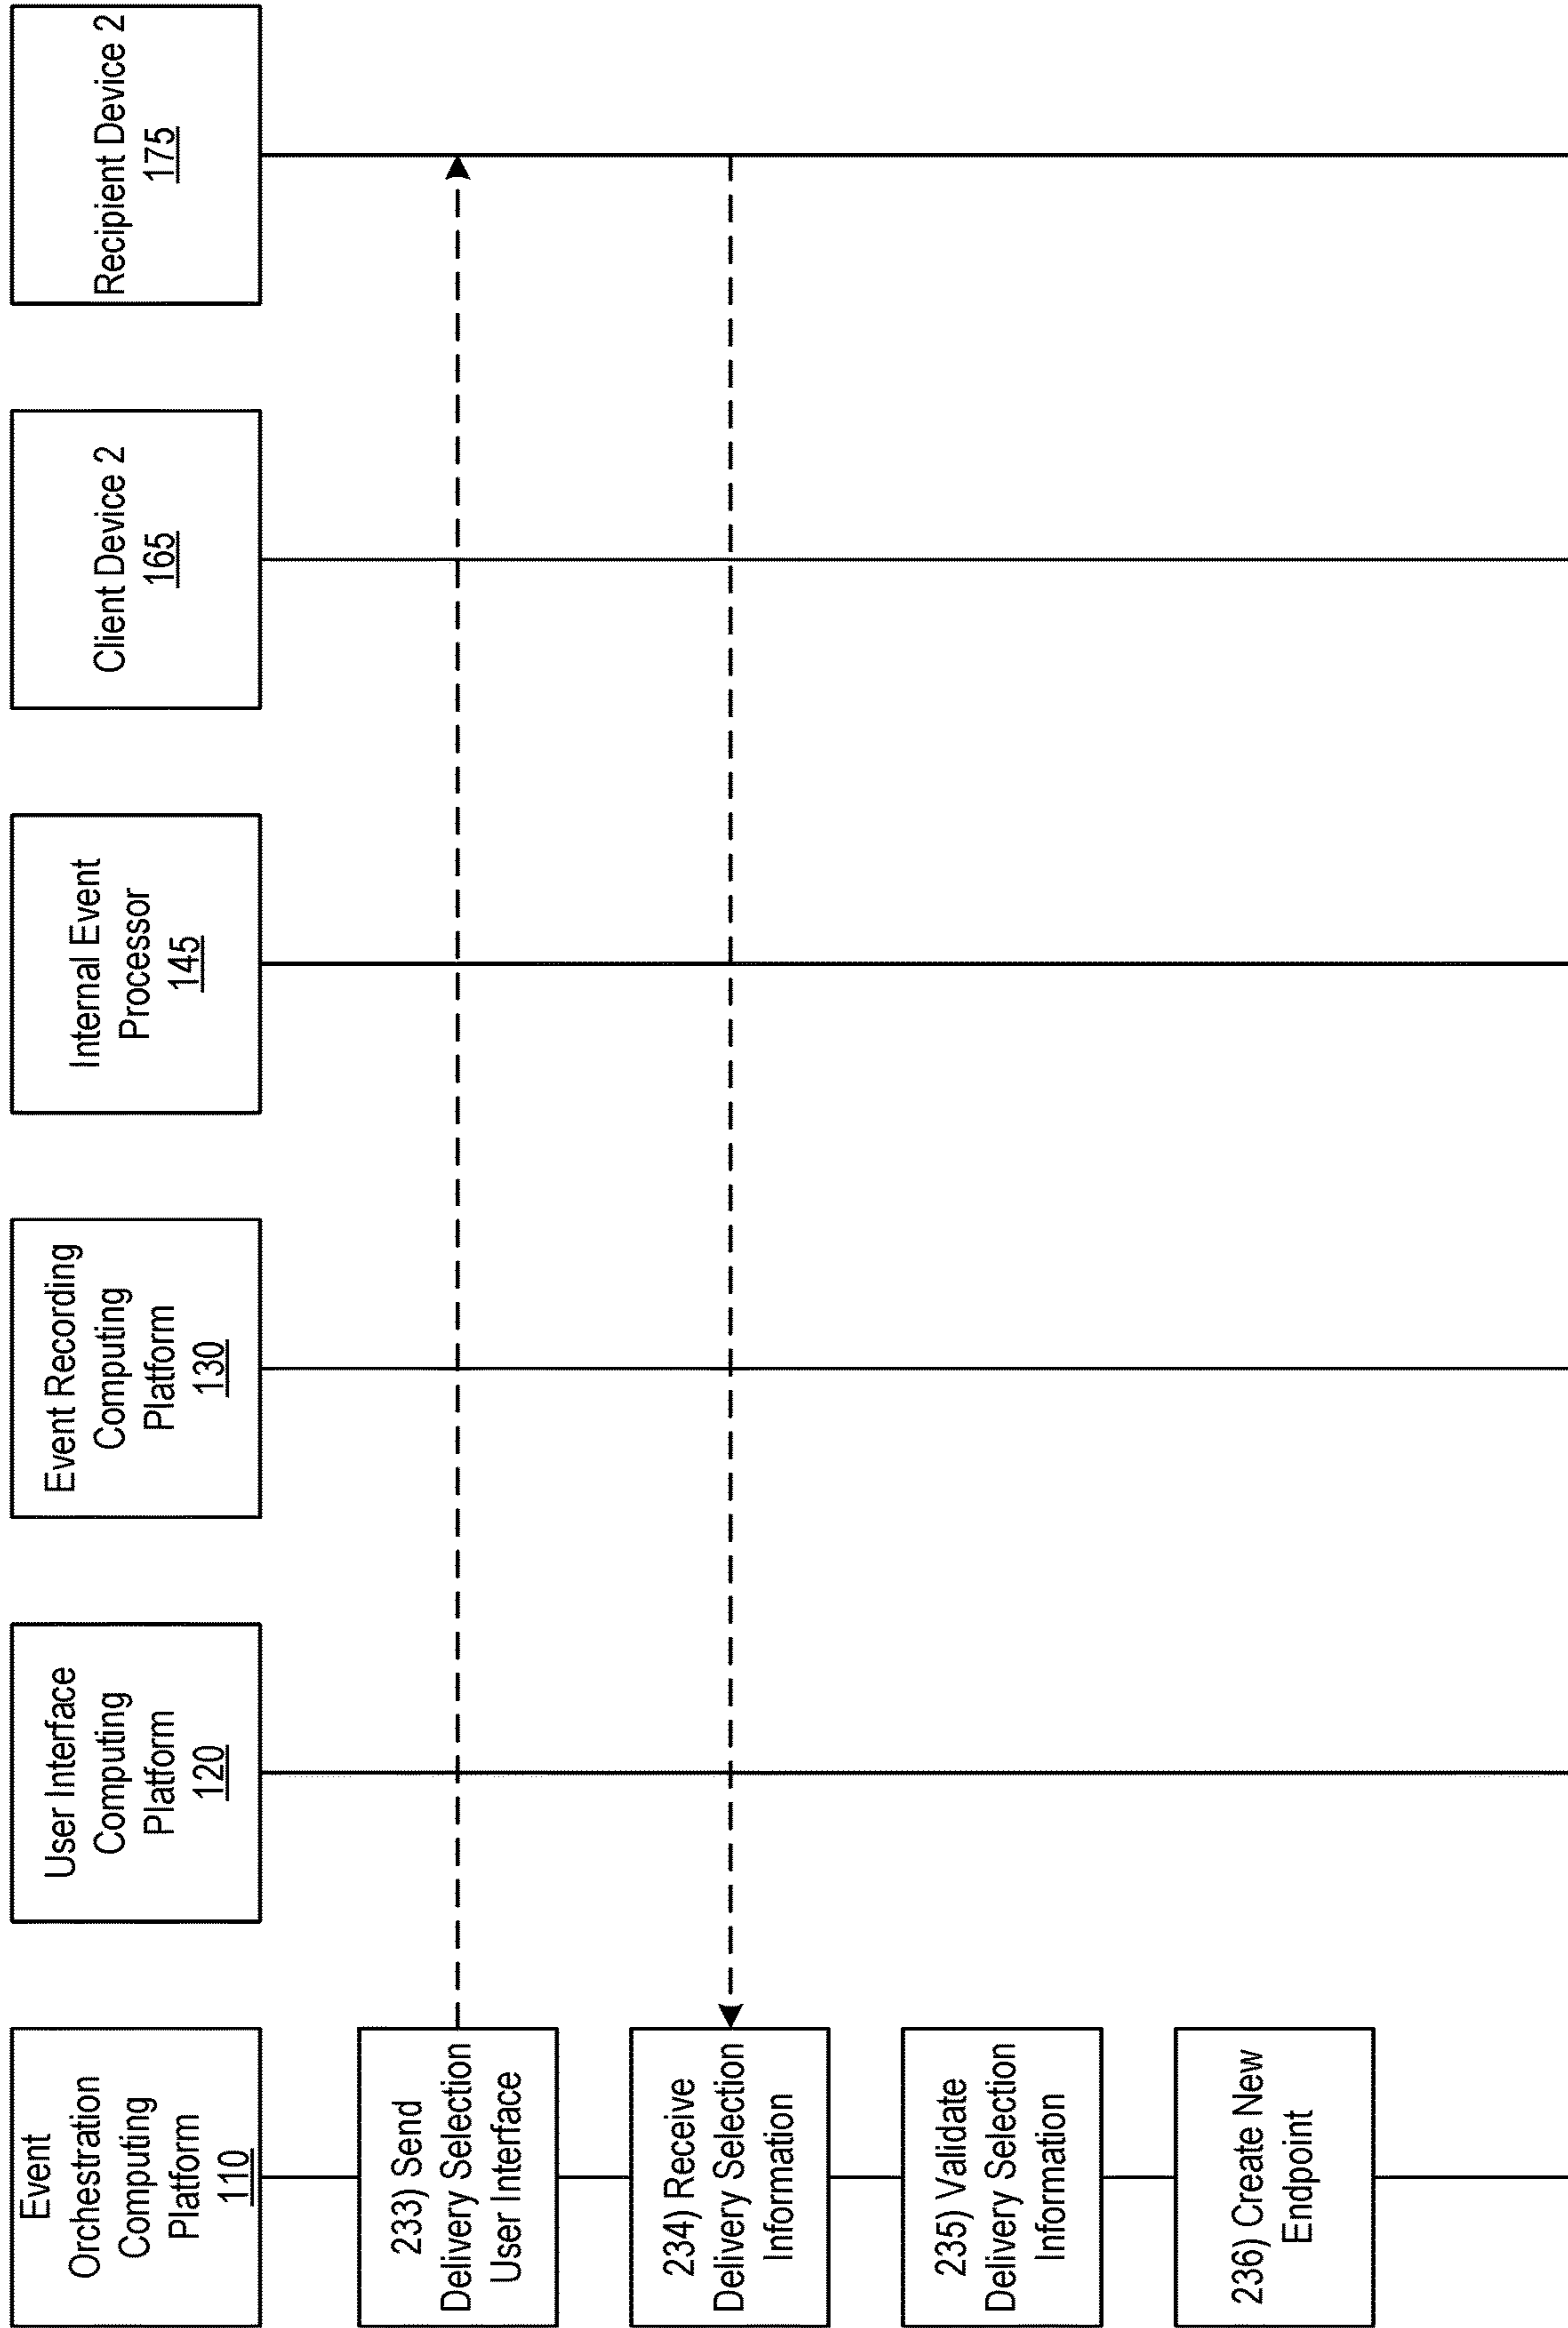 Event
Orchestration
Computing
Platform
110
User Interface
Computing
Platform
120
Event Recording
Computing
Platform
130
Internal Event
Processor
145
Client Device 2
165
Recipient Device 2
175
233) Send
Delivery Selection
User Interface
234) Receive
Delivery Selection
Information
235) Validate
Delivery Selection
Information
236) Create New
Endpoint